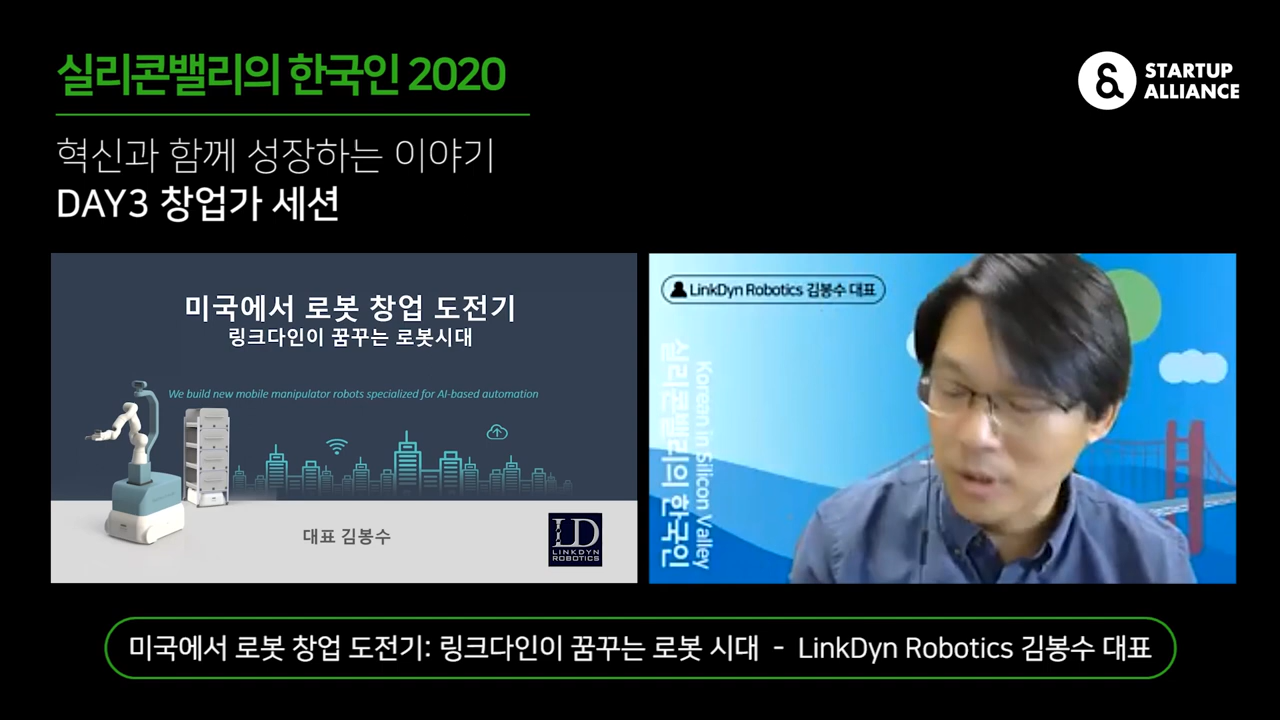 실리콘밸리의 한국인 2020
STARTUP
ALLIANCE
혁신과 함께 성장하는 이야기
DAY3 창업가 세션
미국에서 로봇 창업 도전기
링크다인이 꿈꾸는 로봇시대
We build new mobile manipulator robots specialized for AI-based automation
대표 김봉수
LD
LINKDYN
ROBOTICS
LinkDyn Robotics 김봉수 대표
Korean in Silicon Valley
실리콘밸리의 한국인
미국에서 로봇 창업 도전기: 링크다인이 꿈꾸는 로봇 시대 - LinkDyn Robotics 김봉수 대표